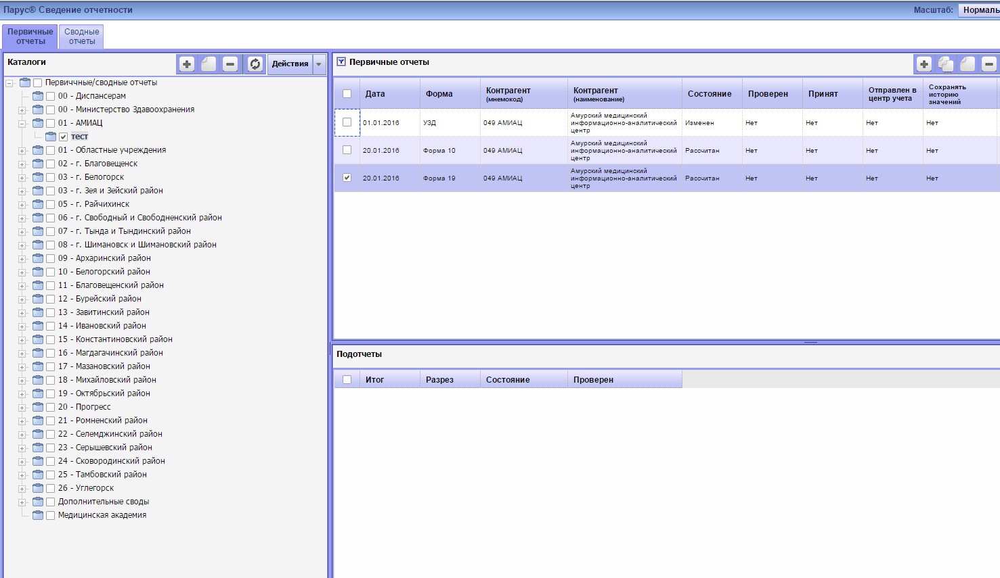 Парус® Сведение отчетности
Масштаб: Нормаль
Первичные
отчеты
Сводные
отчеты
Каталоги
Действия
Первиччные/сводные отчеты
00 - Диспансерам
00 - Министерство Здавоохранения
01 - АМИАЦ
тест
01 - Областные учреждения
02 - г. Благовещенск
03 - г. Белогорск
03 - г. Зея и Зейский район
05 - г. Райчихинск
06 - г. Свободный и Свободненский район
07 - г. Тында и Тындинский район
08 - г. Шимановск и Шимановский район
09 - Архаринский район
10 - Белогорский район
11 - Благовещенский район
12 - Бурейский район
13 - Завитинский район
14 - Ивановский район
15 - Константиновский район
16 - Магдагачинский район
17 - Мазановский район
18 - Михайловский район
19 - Октябрьский район
20 - Прогресс
21 - Ромненский район
22 - Селемджинский район
23 - Серышевский район
24 - Сковородинский район
25 - Тамбовский район
26 - Углегорск
Дополнительные своды
Медицинская академия
Первичные отчеты
Дата
Форма
Контрагент
(мнемокод)
Контрагент
(наименование)
Состояние
Проверен
Принят
Отправлен в
центр учета
Сохранять
историю
значений
01.01.2016 УЗД 049 АМИАЦ
Амурский медицинский
информационно-аналитический
центр
Изменен Нет Нет Нет Нет
20.01.2016 Форма 10 049 АМИАЦ
Амурский медицинский
информационно-аналитический
центр
Рассчитан Нет Нет Нет Нет
20.01.2016 Форма 19 049 АМИАЦ
Амурский медицинский
информационно-аналитический
центр
Рассчитан Нет Нет Нет Нет
Подотчеты
Итог Разрез Состояние Проверен